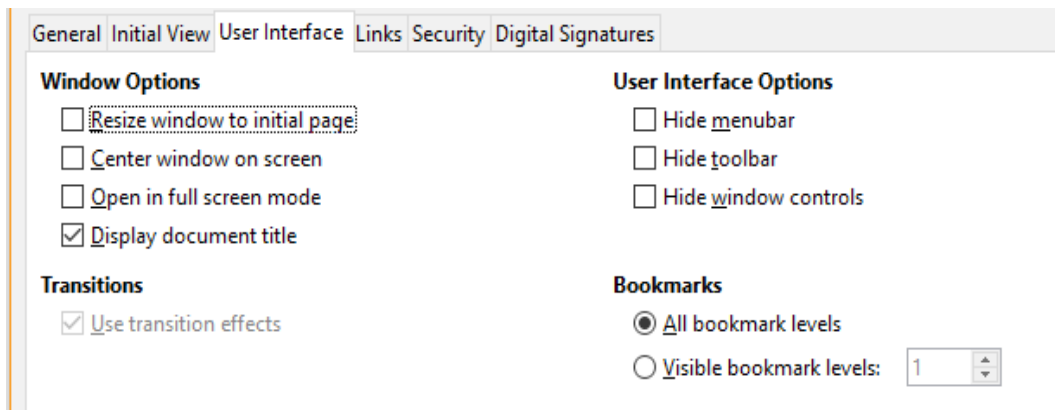 General Initial View User Interface Links Security Digital Signatures
Window Options
Resize window to initial page
Center window on screen
Open in full screen mode
Display document title
Transitions
Use transition effects
User Interface Options
Hide menubar
Hide toolbar
Hide window controls
Bookmarks
All bookmark levels
Visible bookmark levels: 1